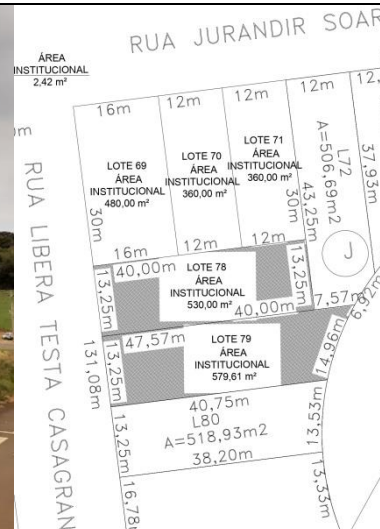 RUA JURANDIR SOAR
ÁREA
INSTITUCIONAL
2,42 m²
16m
12m
12m
12m
12,
LOTE 69
ÁREA
INSTITUCIONAL
480,00 m²
LOTE 70
ÁREA
INSTITUCIONAL
360,00 m²
LOTE 71
ÁREA
INSTITUCIONAL
360,00 m²
L72
A=506,69m2
37,93m
43,25m
30m
30m
m
RUA LIBERA TESTA CASAGRAN
J
16m
12m
12m
40,00m
LOTE 78
ÁREA
INSTITUCIONAL
530,00 m²
40,00m
13,25m
13,25m
7,57m
6,92m
47,57m
LOTE 79
ÁREA
INSTITUCIONAL
579,61 m²
13,25m
14,96m
131,08m
40,75m
L80
A=518,93m2
38,20m
13,25m
13,53m
16,78m
13,33m